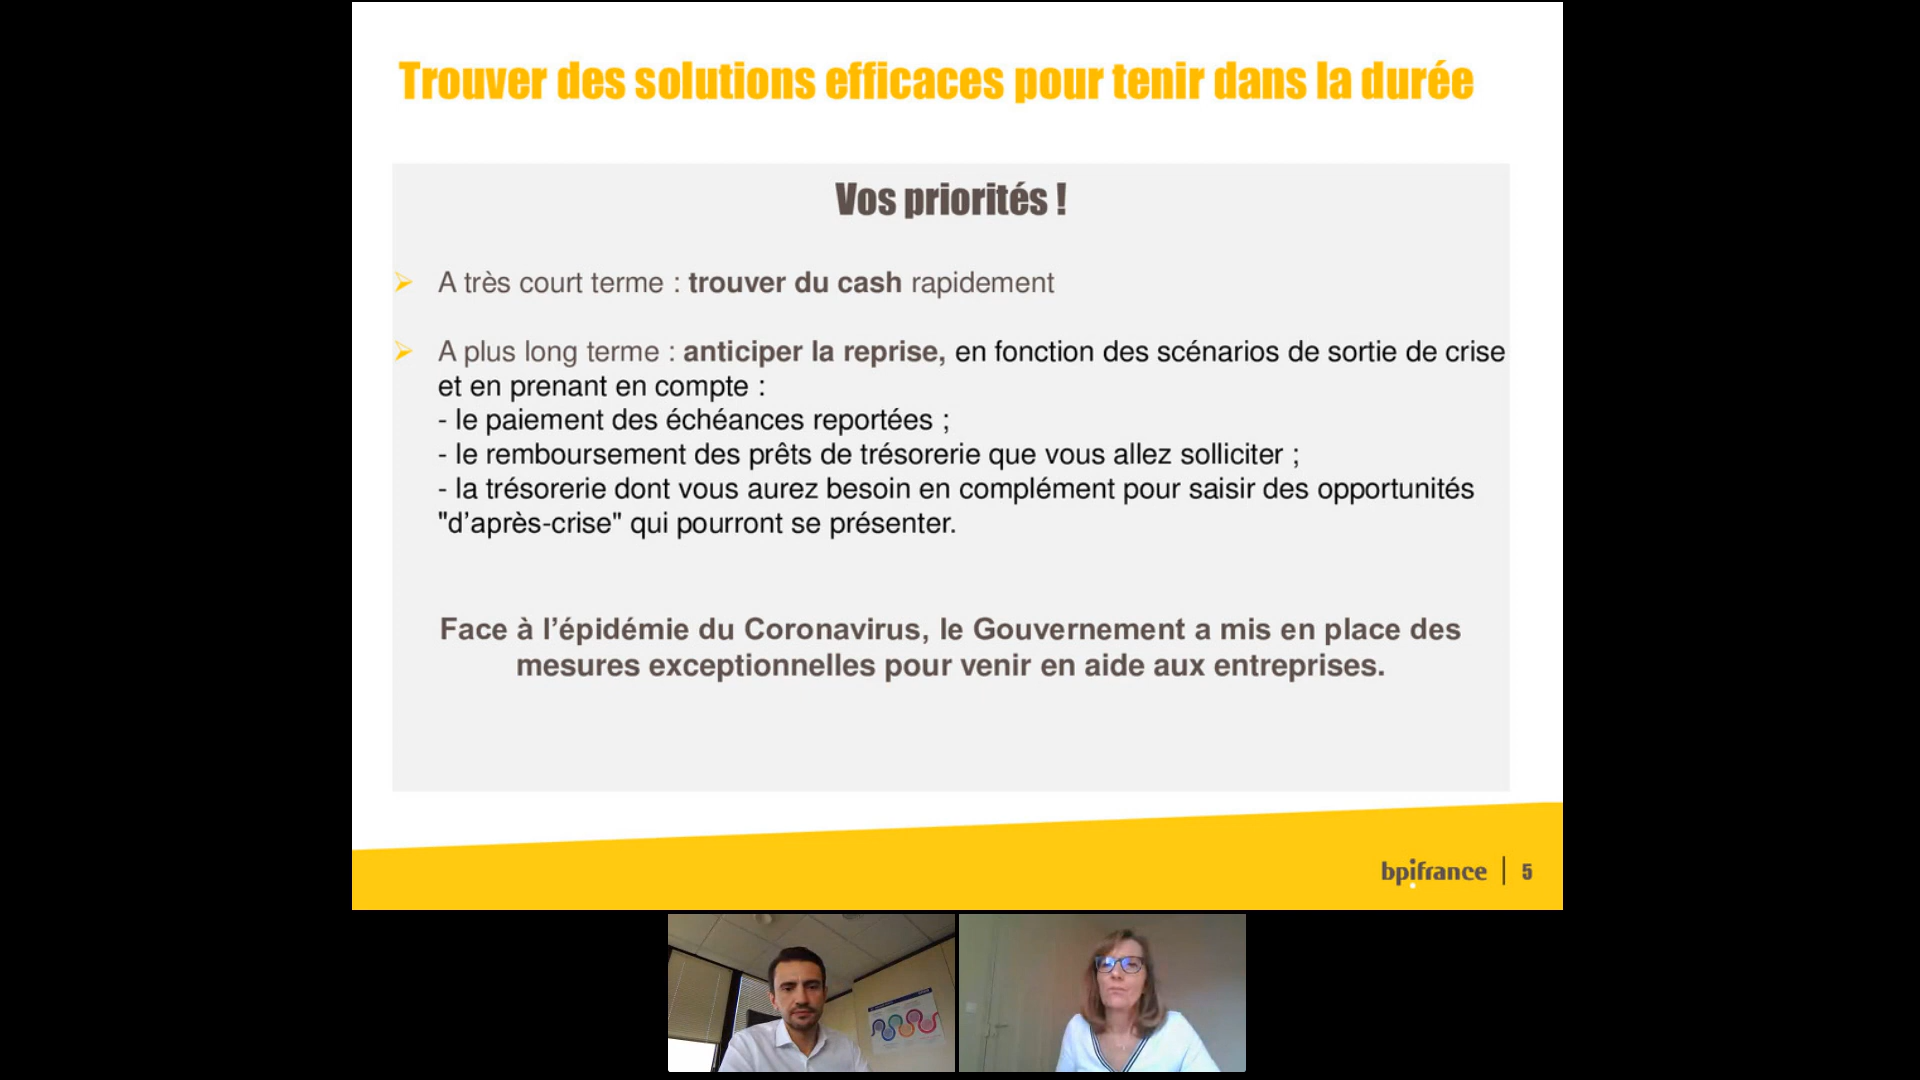 Trouver des solutions efficaces pour tenir dans la durée
Vos priorités !
A très court terme : trouver du cash rapidement
A plus long terme : anticiper la reprise, en fonction des scénarios de sortie de crise
et en prenant en compte :
- le paiement des échéances reportées ;
- le remboursement des prêts de trésorerie que vous allez solliciter ;
- la trésorerie dont vous aurez besoin en complément pour saisir des opportunités
"d’après-crise" qui pourront se présenter.
Face à l’épidémie du Coronavirus, le Gouvernement a mis en place des
mesures exceptionnelles pour venir en aide aux entreprises.
bpifrance | 5